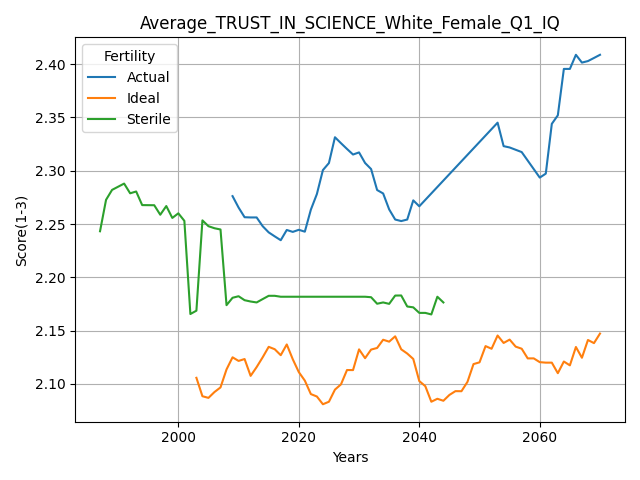 Average_TRUST_IN_SCIENCE_White_Female_Q1_IQ
Fertility
Actual
Ideal
Sterile
Score(1-3)
2.40
2.35
2.30
2.25
2.20
2.15
2.10
2000
2020
2040
2060
Years